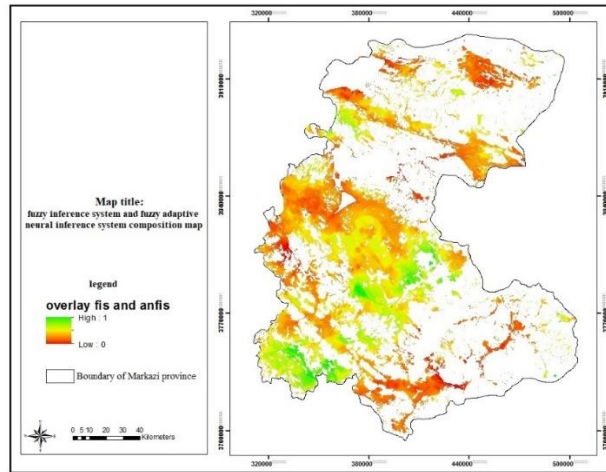 320000 380000 440000 500000
Map title:
fuzzy inference system and fuzzy adaptive
neural inference system composition map
legend
overlay fis and anfis
High : 1
Low : 0
Boundary of Markazi province
0 5 10 20 30 40
Kilometers
320000 380000 440000 500000